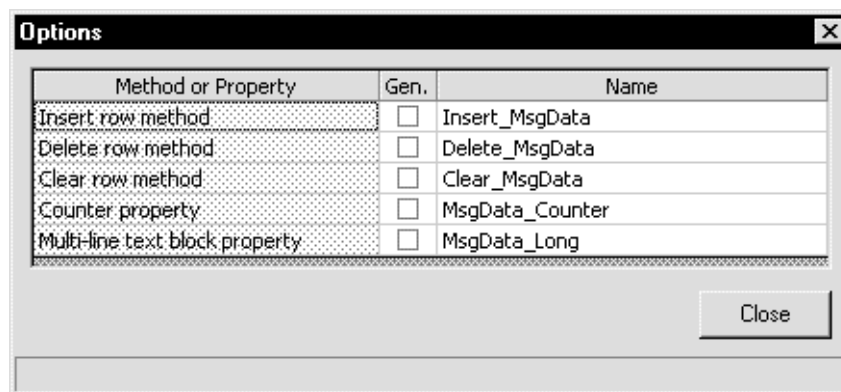 Options
Method or Property Gen. Name
Insert row method Insert_MsgData
Delete row method Delete_MsgData
Clear row method Clear_MsgData
Counter property MsgData_Counter
Multi-line text block property MsgData_Long
Close